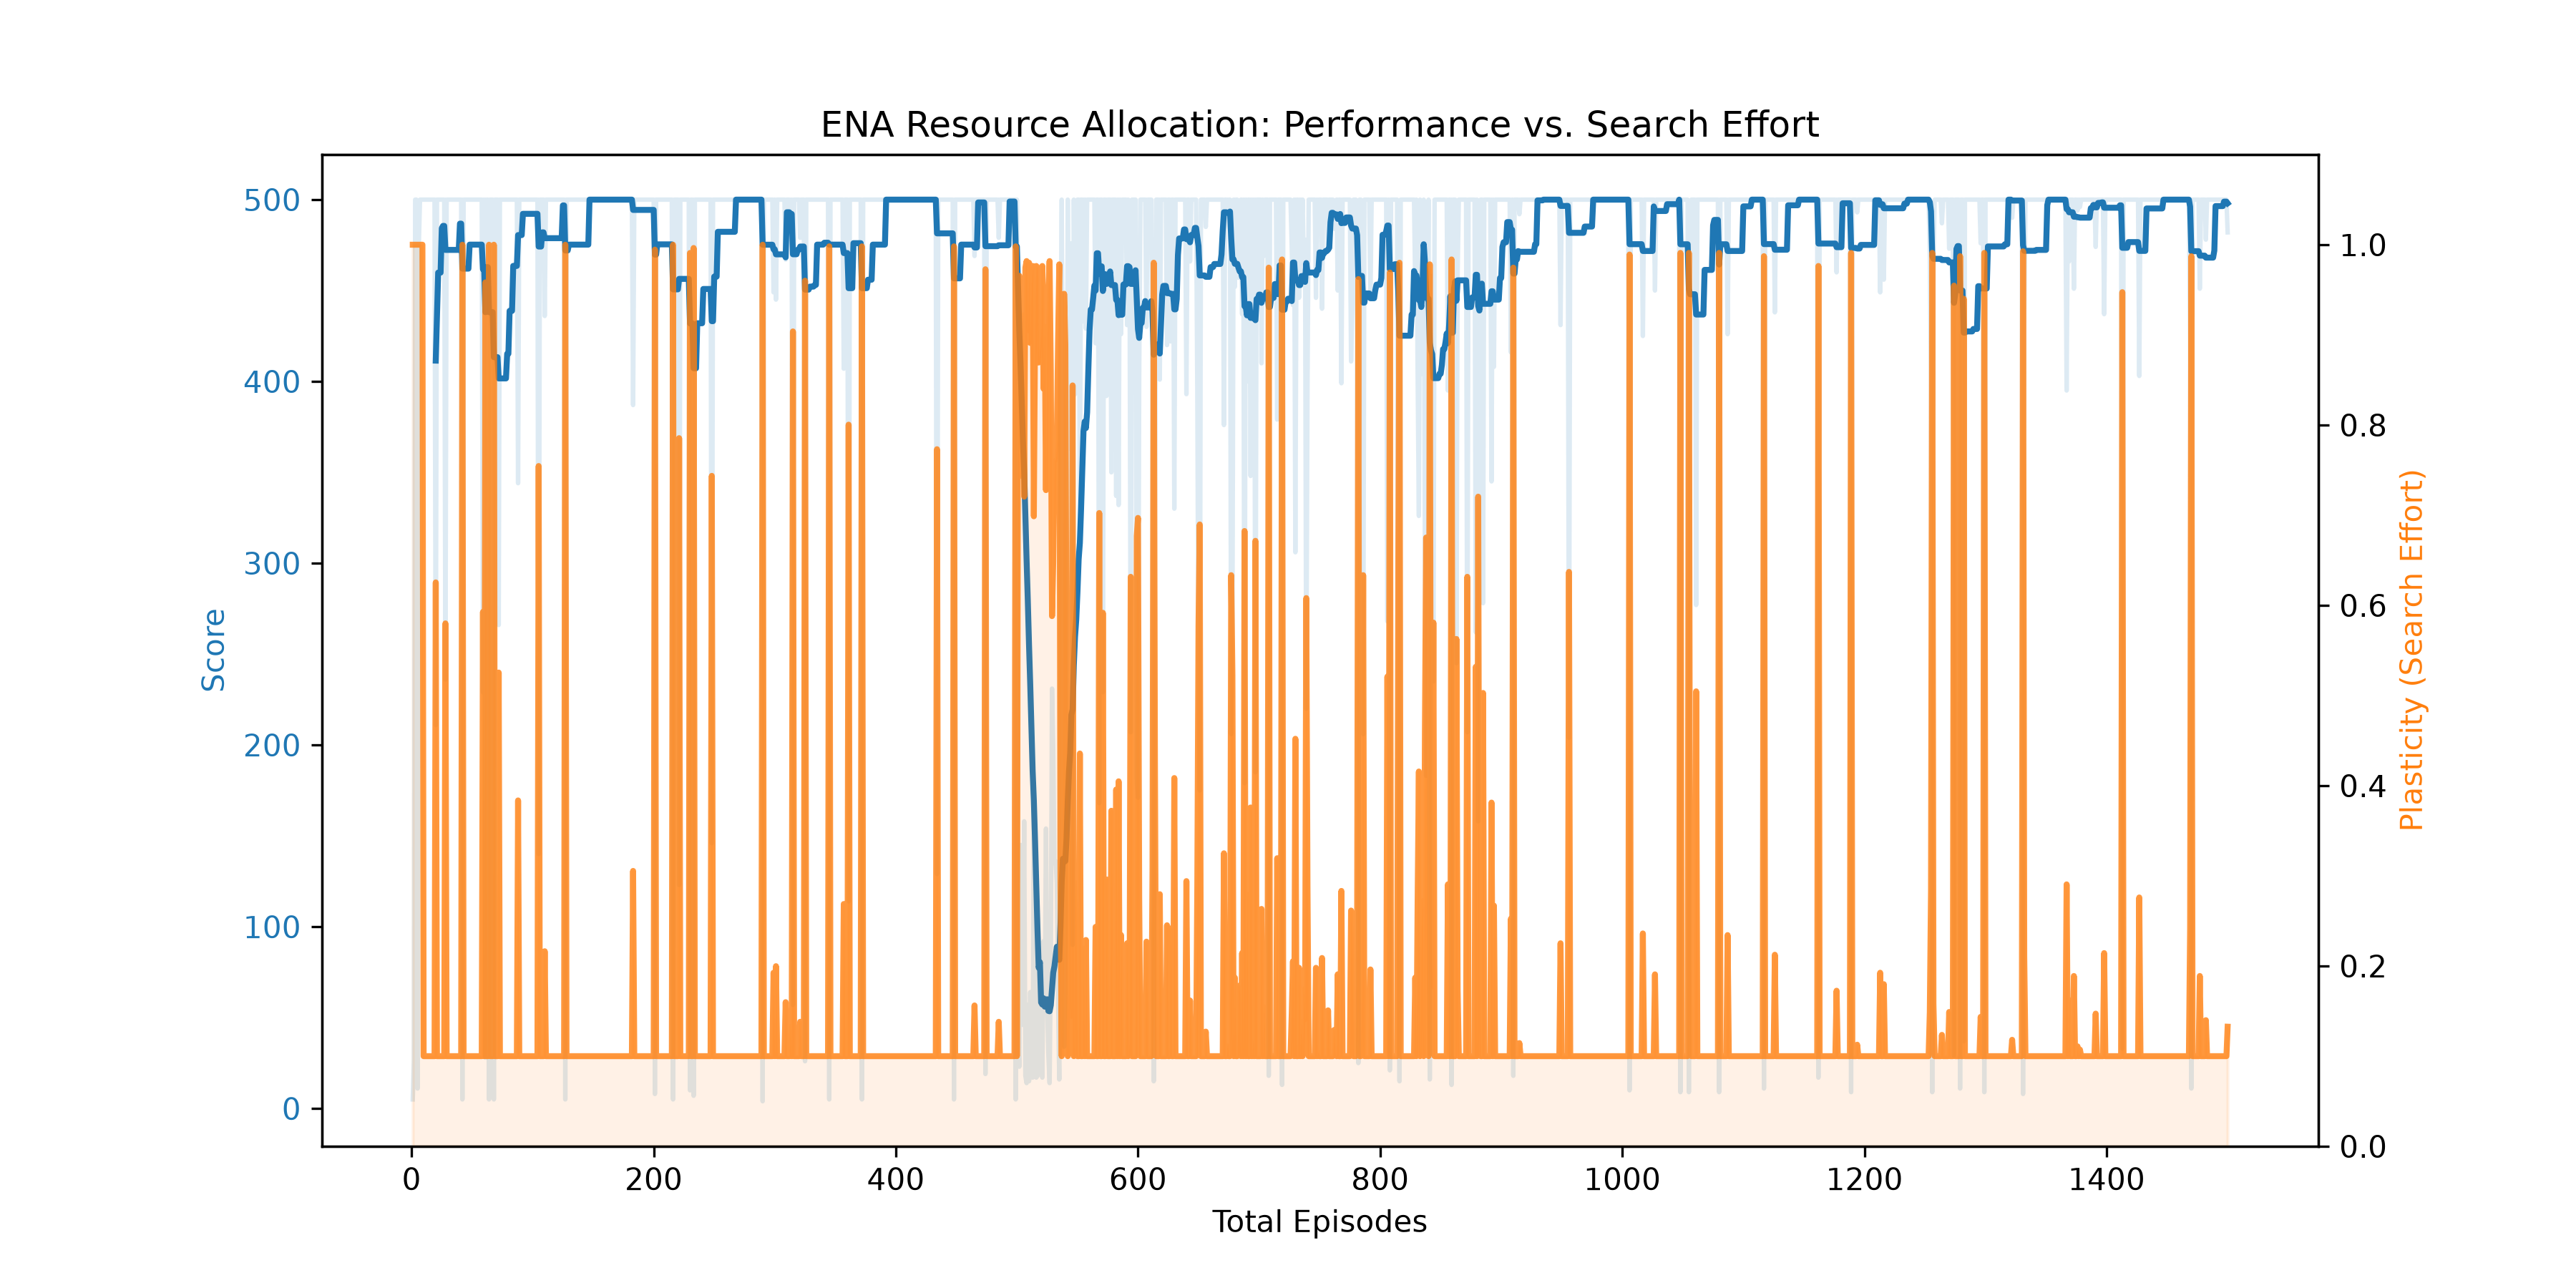 ENA Resource Allocation: Performance vs. Search Effort
500
400
300
200
100
0
Score
1.0
0.8
0.6
0.4
0.2
0.0
Plasticity (Search Effort)
0 200 400 600 800 1000 1200 1400
Total Episodes